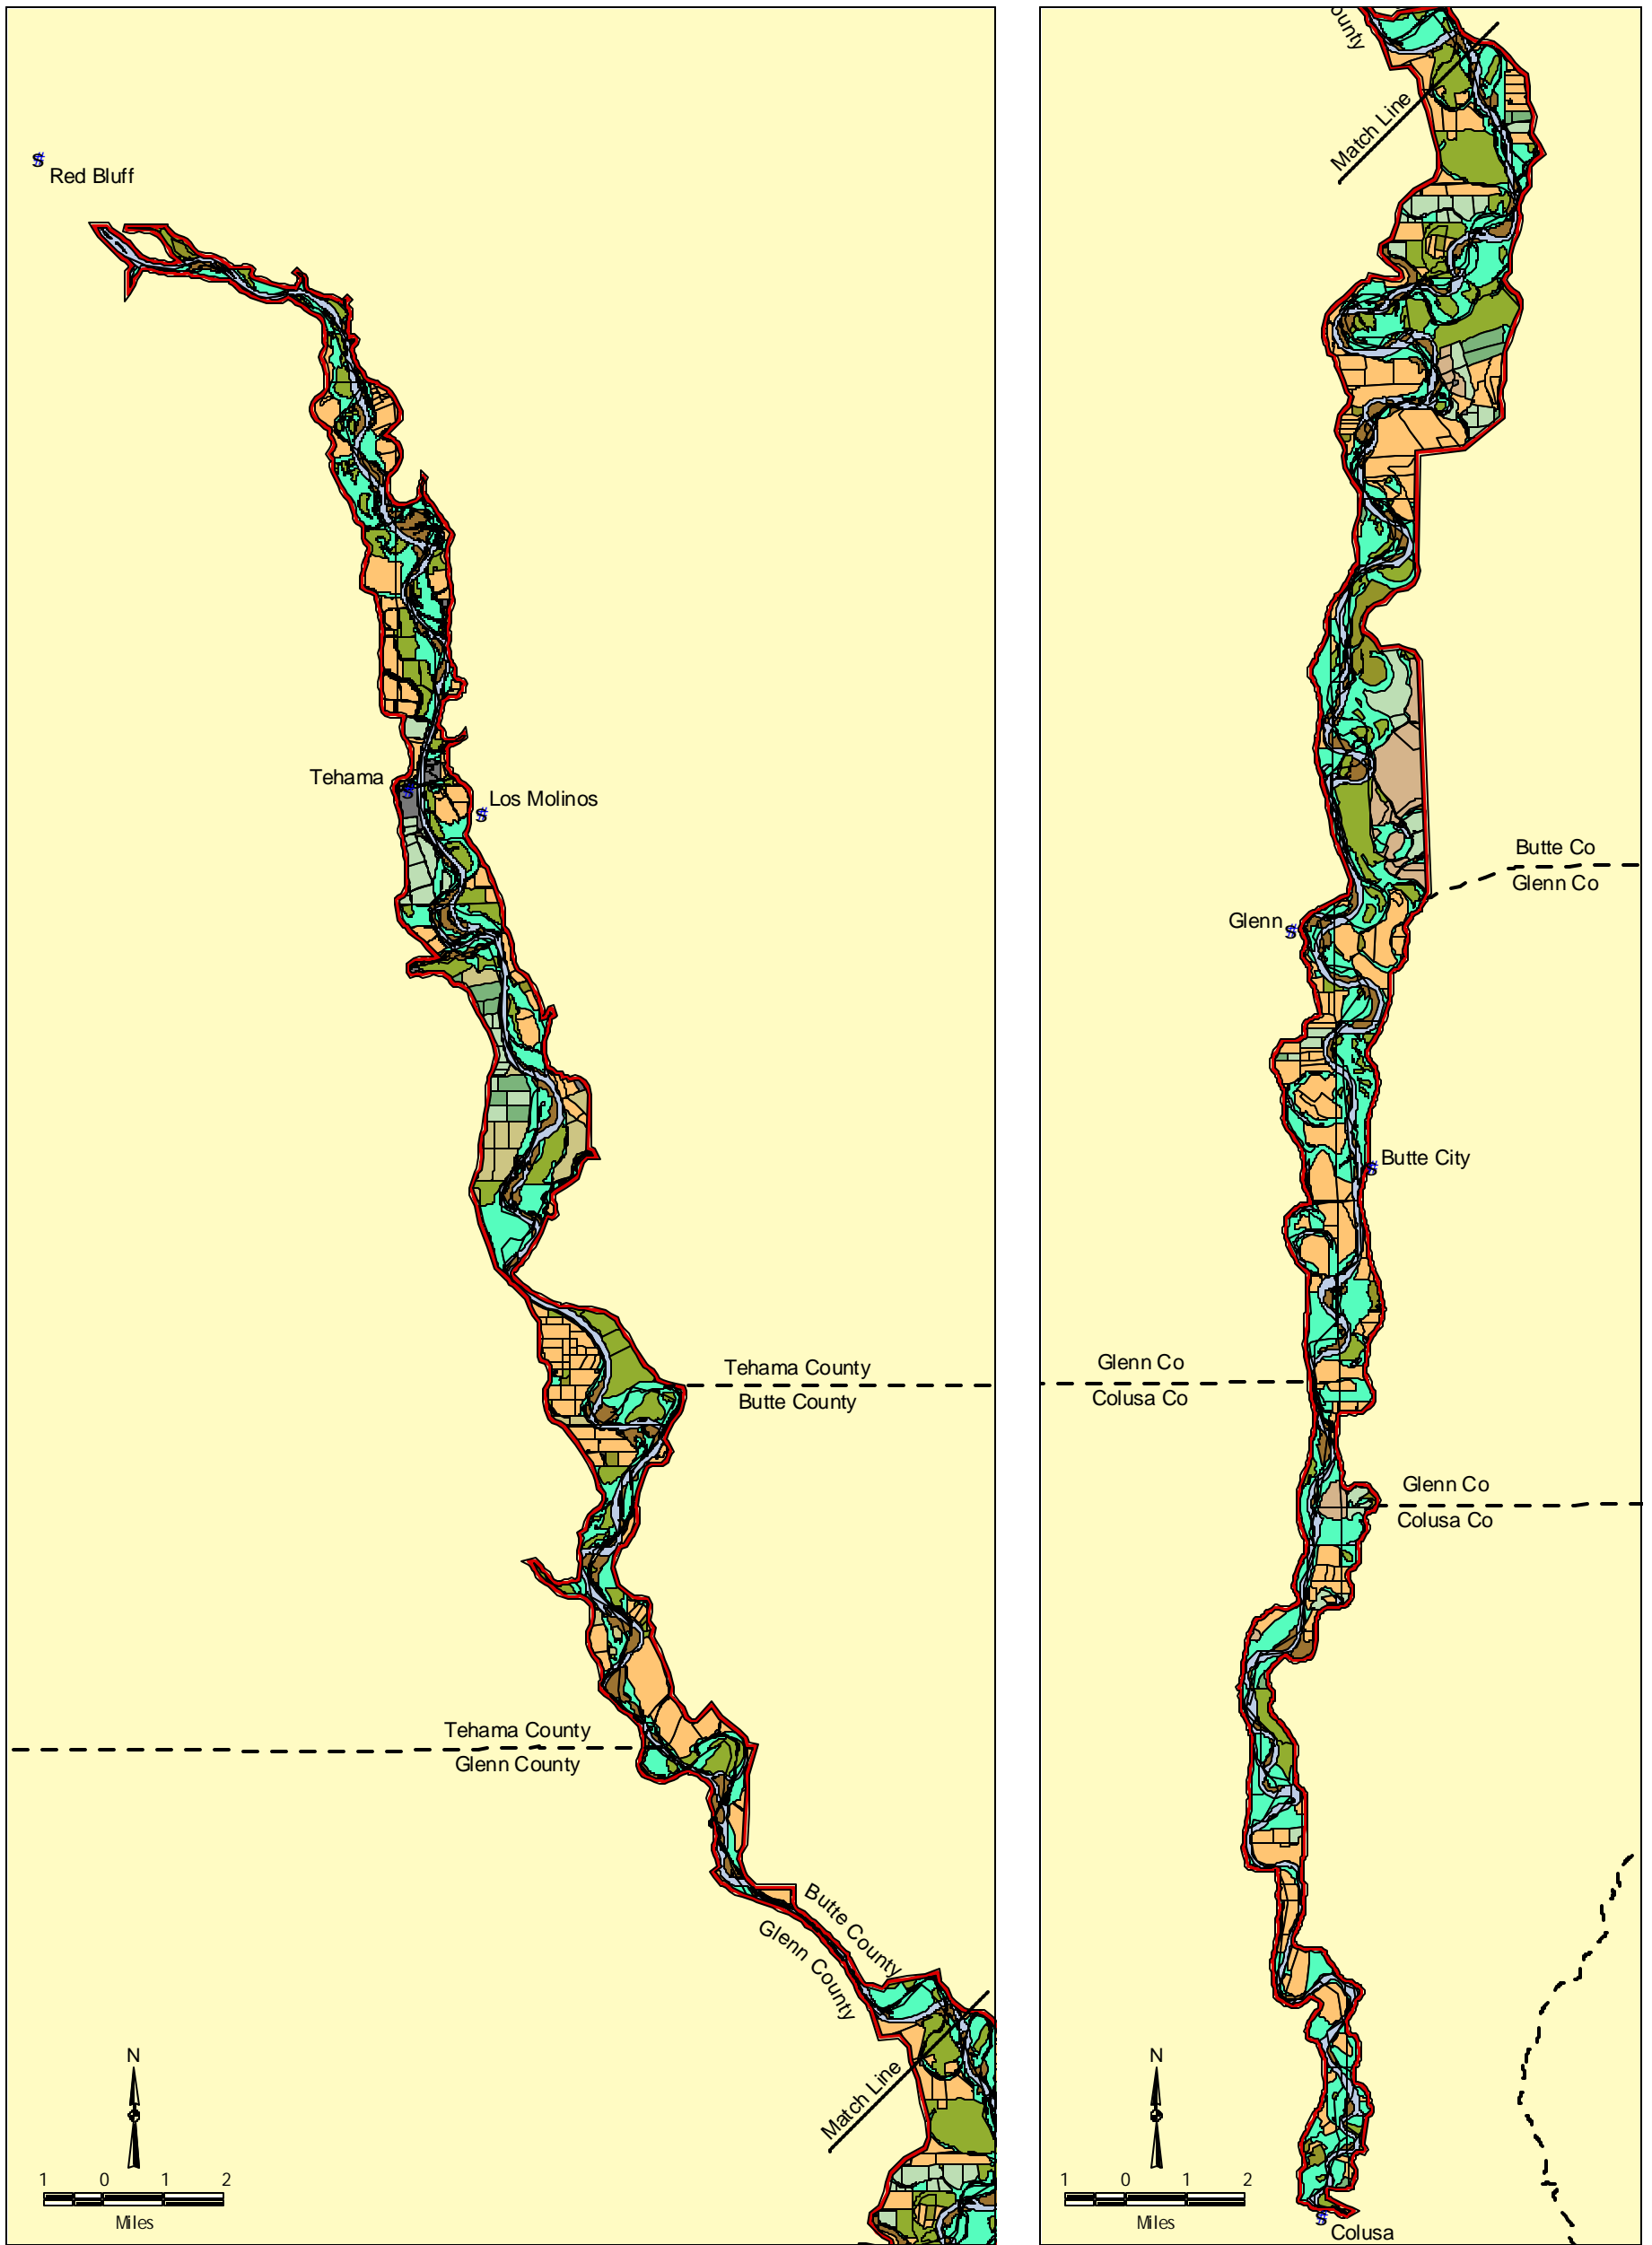 Red Bluff
Tehama
Los Molinos
Tehama County
Butte County
Tehama County
Glenn County
Butte County
Glenn County
Match Line
N
1 0 1 2
Miles
ounty
Match Line
Butte Co
Glenn Co
Glenn
Butte City
Glenn Co
Colusa Co
Glenn Co
Colusa Co
N
1 0 1 2
Miles
Colusa